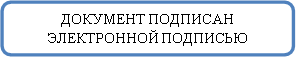 ДОКУМЕНТ ПОДПИСАН
ЭЛЕКТРОННОЙ ПОДПИСЬЮ